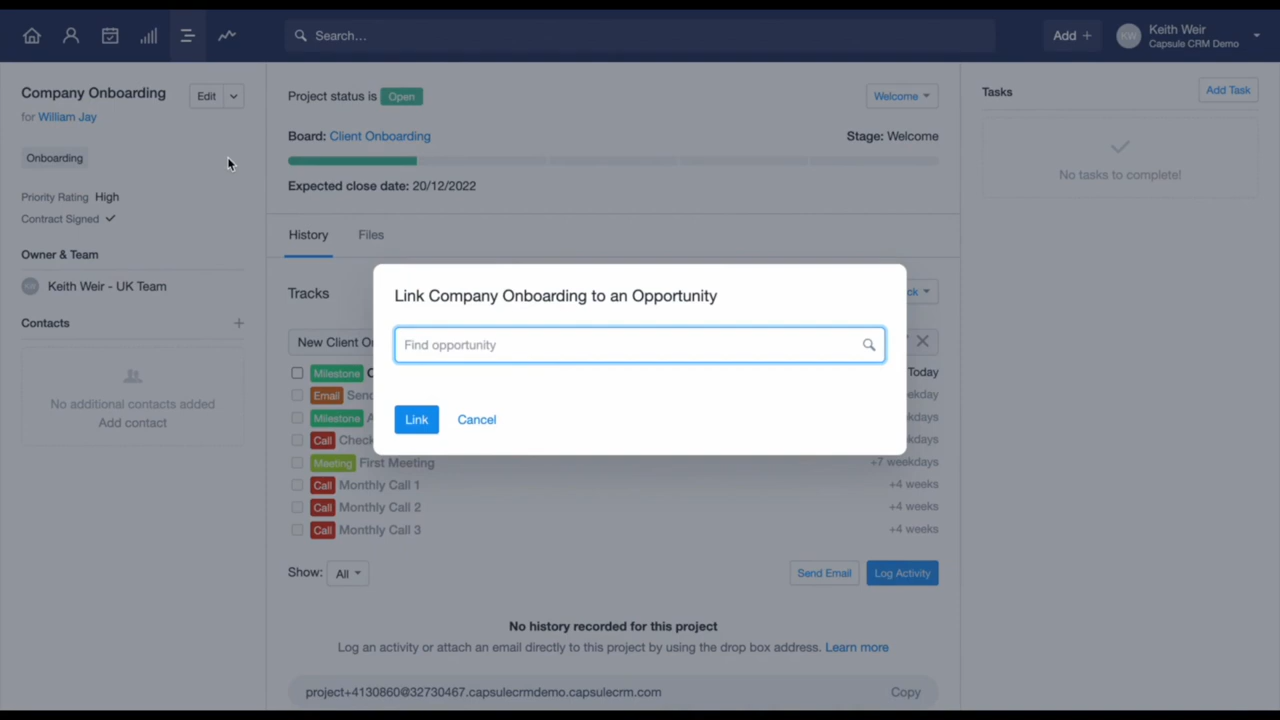 Search...
Add +
KW
Keith Weir
Capsule CRM Demo
Company Onboarding
Edit
for William Jay
Onboarding
Priority Rating High
Contract Signed
Owner & Team
Keith Weir - UK Team
Contacts
No additional contacts added
Add contact
Project status is Open
Welcome
Board: Client Onboarding
Stage: Welcome
Expected close date: 20/12/2022
History
Files
Tracks
Link Company Onboarding to an Opportunity
Find opportunity
Link
Cancel
New Client
Milestone
Today
Email
Milestone
Call
Meeting First Meeting
+7 weekdays
Call Monthly Call 1
+4 weeks
Call Monthly Call 2
+4 weeks
Call Monthly Call 3
+4 weeks
Show: All
Send Email
Log Activity
No history recorded for this project
Log an activity or attach an email directly to this project by using the drop box address. Learn more
project+4130860@32730467.capsulecrmdemo.capsulecrm.com
Copy
Tasks
Add Task
No tasks to complete!